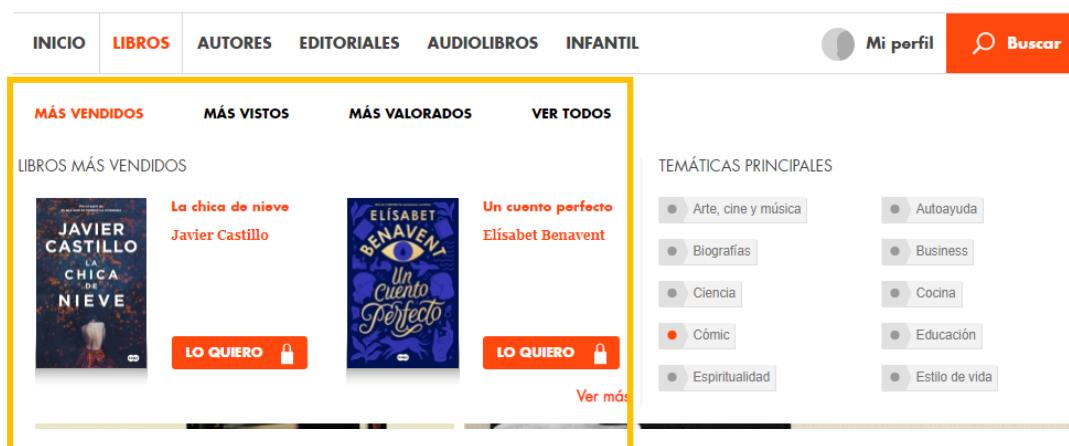 INICIO LIBROS AUTORES EDITORIALES AUDIOLIBROS INFANTIL Mi perfil Buscar
MÁS VENDIDOS MÁS VISTOS MÁS VALORADOS VER TODOS
LIBROS MÁS VENDIDOS
JAVIER
CASTILLO
LA
CHICA
DE
NIEVE
La chica de nieve
Javier Castillo
LO QUIERO
ELÍSABET
BENAVENT
Un
Cuento
Perfecto
Un cuento perfecto
Elísabet Benavent
LO QUIERO
Ver más
TEMÁTICAS PRINCIPALES
Arte, cine y música Autoayuda
Biografías Business
Ciencia Cocina
Cómic Educación
Espiritualidad Estilo de vida